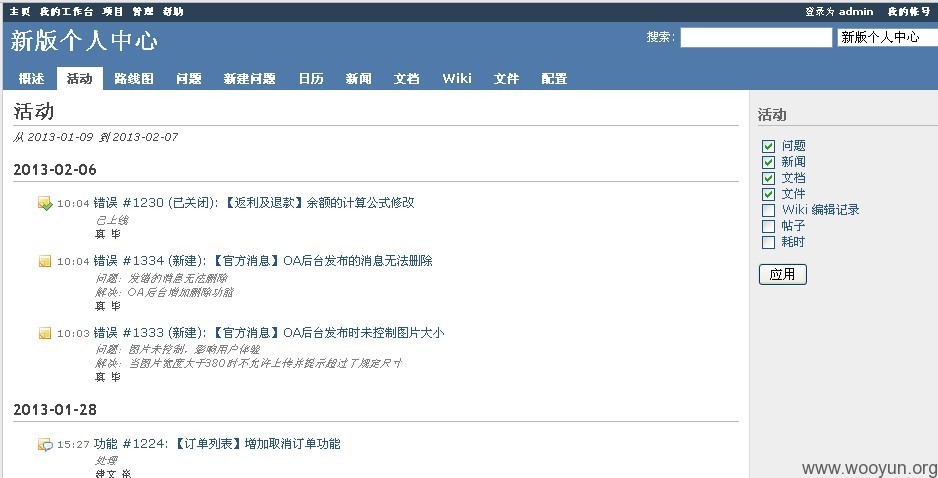 主页 我的工作台 项目 管理 帮助 登录为 admin 我的帐号
新版个人中心 搜索: 新版个人中心
概述 活动 路线图 问题 新建问题 日历 新闻 文档 Wiki 文件 配置
活动
从 2013-01-09 到 2013-02-07
2013-02-06
10:04 错误 #1230 (已关闭): 【返利及退款】余额的计算公式修改
已上线
真 毕
10:04 错误 #1334 (新建): 【官方消息】OA后台发布的消息无法删除
问题: 发错的消息无法删除
解决: OA后台增加删除功能
真 毕
10:03 错误 #1333 (新建): 【官方消息】OA后台发布时未控制图片大小
问题: 图片未控制, 影响用户体验
解决: 当图片宽度大于380时不允许上传并提示超过了规定尺寸
真 毕
2013-01-28
15:27 功能 #1224: 【订单列表】增加取消订单功能
处理
建文
活动
问题
新闻
文档
文件
Wiki 编辑记录
帖子
耗时
应用
www.wooyun.org